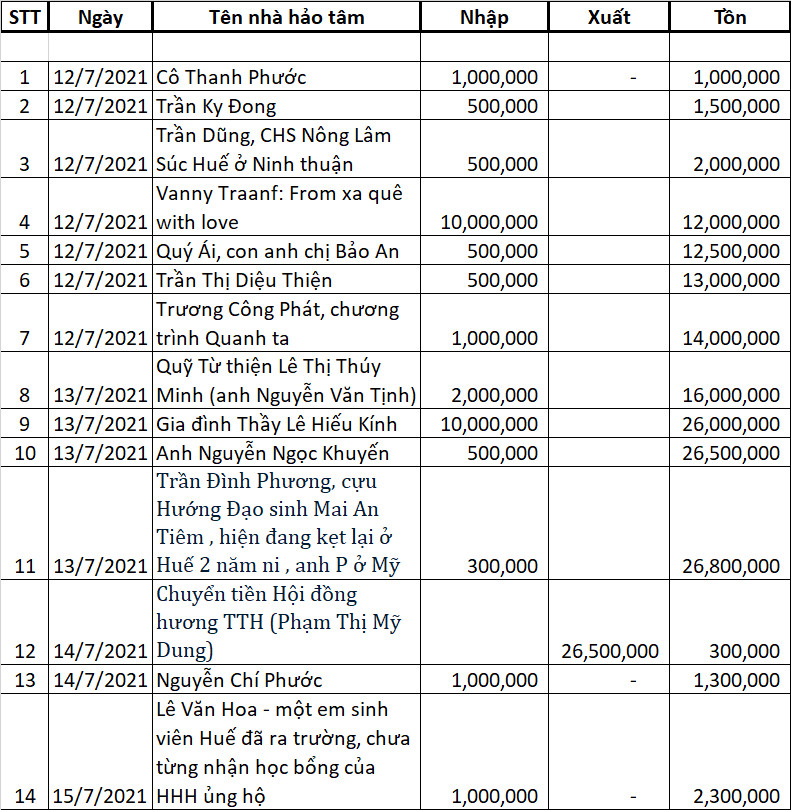 STT Ngày Tên nhà hảo tâm Nhập Xuất Tồn
1 12/7/2021 Cô Thanh Phước 1,000,000 - 1,000,000
2 12/7/2021 Trần Ky Đong 500,000 1,500,000
Trần Dũng, CHS Nông Lâm
3 12/7/2021 Súc Huế ở Ninh thuận 500,000 2,000,000
Vanny Traanf: From xa quê
4 12/7/2021 with love 10,000,000 12,000,000
5 12/7/2021 Quý Ái, con anh chị Bảo An 500,000 12,500,000
6 12/7/2021 Trần Thị Diệu Thiện 500,000 13,000,000
Trương Công Phát, chương
7 12/7/2021 trình Quanh ta 1,000,000 14,000,000
Quỹ Từ thiện Lê Thị Thúy
8 13/7/2021 Minh (anh Nguyễn Văn Tịnh) 2,000,000 16,000,000
9 13/7/2021 Gia đình Thầy Lê Hiếu Kính 10,000,000 26,000,000
10 13/7/2021 Anh Nguyễn Ngọc Khuyến 500,000 26,500,000
Trần Đình Phương, cựu
Hướng Đạo sinh Mai An
Tiêm , hiện đang kẹt lại ở
11 13/7/2021 Huế 2 năm ni , anh P ở Mỹ 300,000 26,800,000
Chuyển tiền Hội đồng
hương TTH (Phạm Thị Mỹ
12 14/7/2021 Dung) 26,500,000 300,000
13 14/7/2021 Nguyễn Chí Phước 1,000,000 - 1,300,000
Lê Văn Hoa - một em sinh
viên Huế đã ra trường, chưa
từng nhận học bổng của
14 15/7/2021 HHH ủng hộ 1,000,000 - 2,300,000